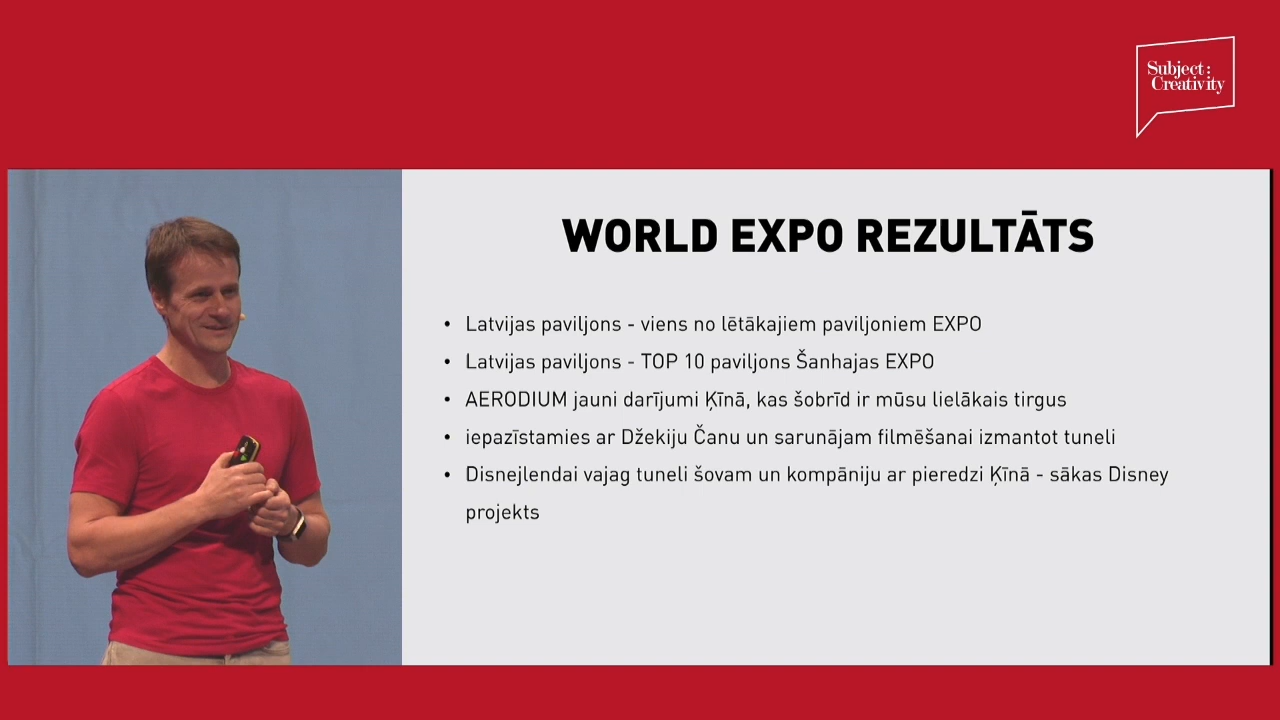 Subject:
Creativity
WORLD EXPO REZULTĀTS
• Latvijas paviljons - viens no lētākajiem paviljoniem EXPO
• Latvijas paviljons - TOP 10 paviljons Šanhajas EXPO
• AERODIUM jauni darījumi Ķīnā, kas šobrīd ir mūsu lielākais tirgus
• iepazīstamies ar Džekiju Čanu un sarunājam filmēšanai izmantot tuneli
• Disnejlendai vajag tuneli šovam un kompāniju ar pieredzi Ķīnā - sākas Disney
projekts